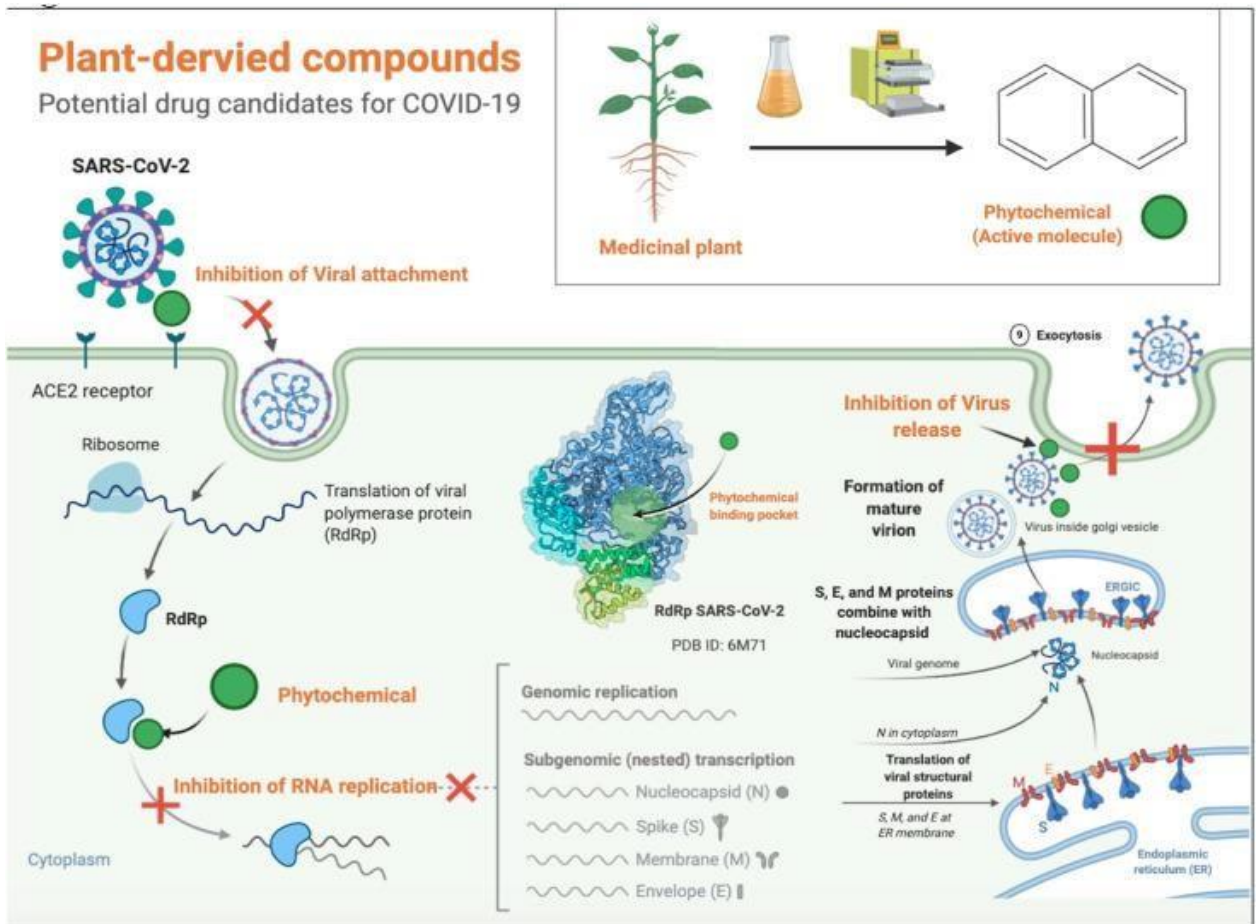 Plant-dervied compounds
Potential drug candidates for COVID-19
Medicinal plant
Phytochemical
(Active molecule)
SARS-CoV-2
Inhibition of Viral attachment
ACE2 receptor
Ribosome
Translation of viral
polymerase protein
(RdRp)
RdRp
Phytochemical
Inhibition of RNA replication
Cytoplasm
Phytochemical
binding pocket
RdRp SARS-CoV-2
PDB ID: 6M71
Genomic replication
Subgenomic (nested) transcription
Nucleocapsid (N)
Spike (S)
Membrane (M)
Envelope (E)
9 Exocytosis
Inhibition of Virus
release
Formation of
mature
virion
Virus inside golgi vesicle
S, E, and M proteins
combine with
nucleocapsid
ERGIC
Viral genome
Nucleocapsid
N
N in cytoplasm
Translation of
viral structural
proteins
S, M, and E at
ER membrane
M
E
S
Endoplasmic
reticulum (ER)